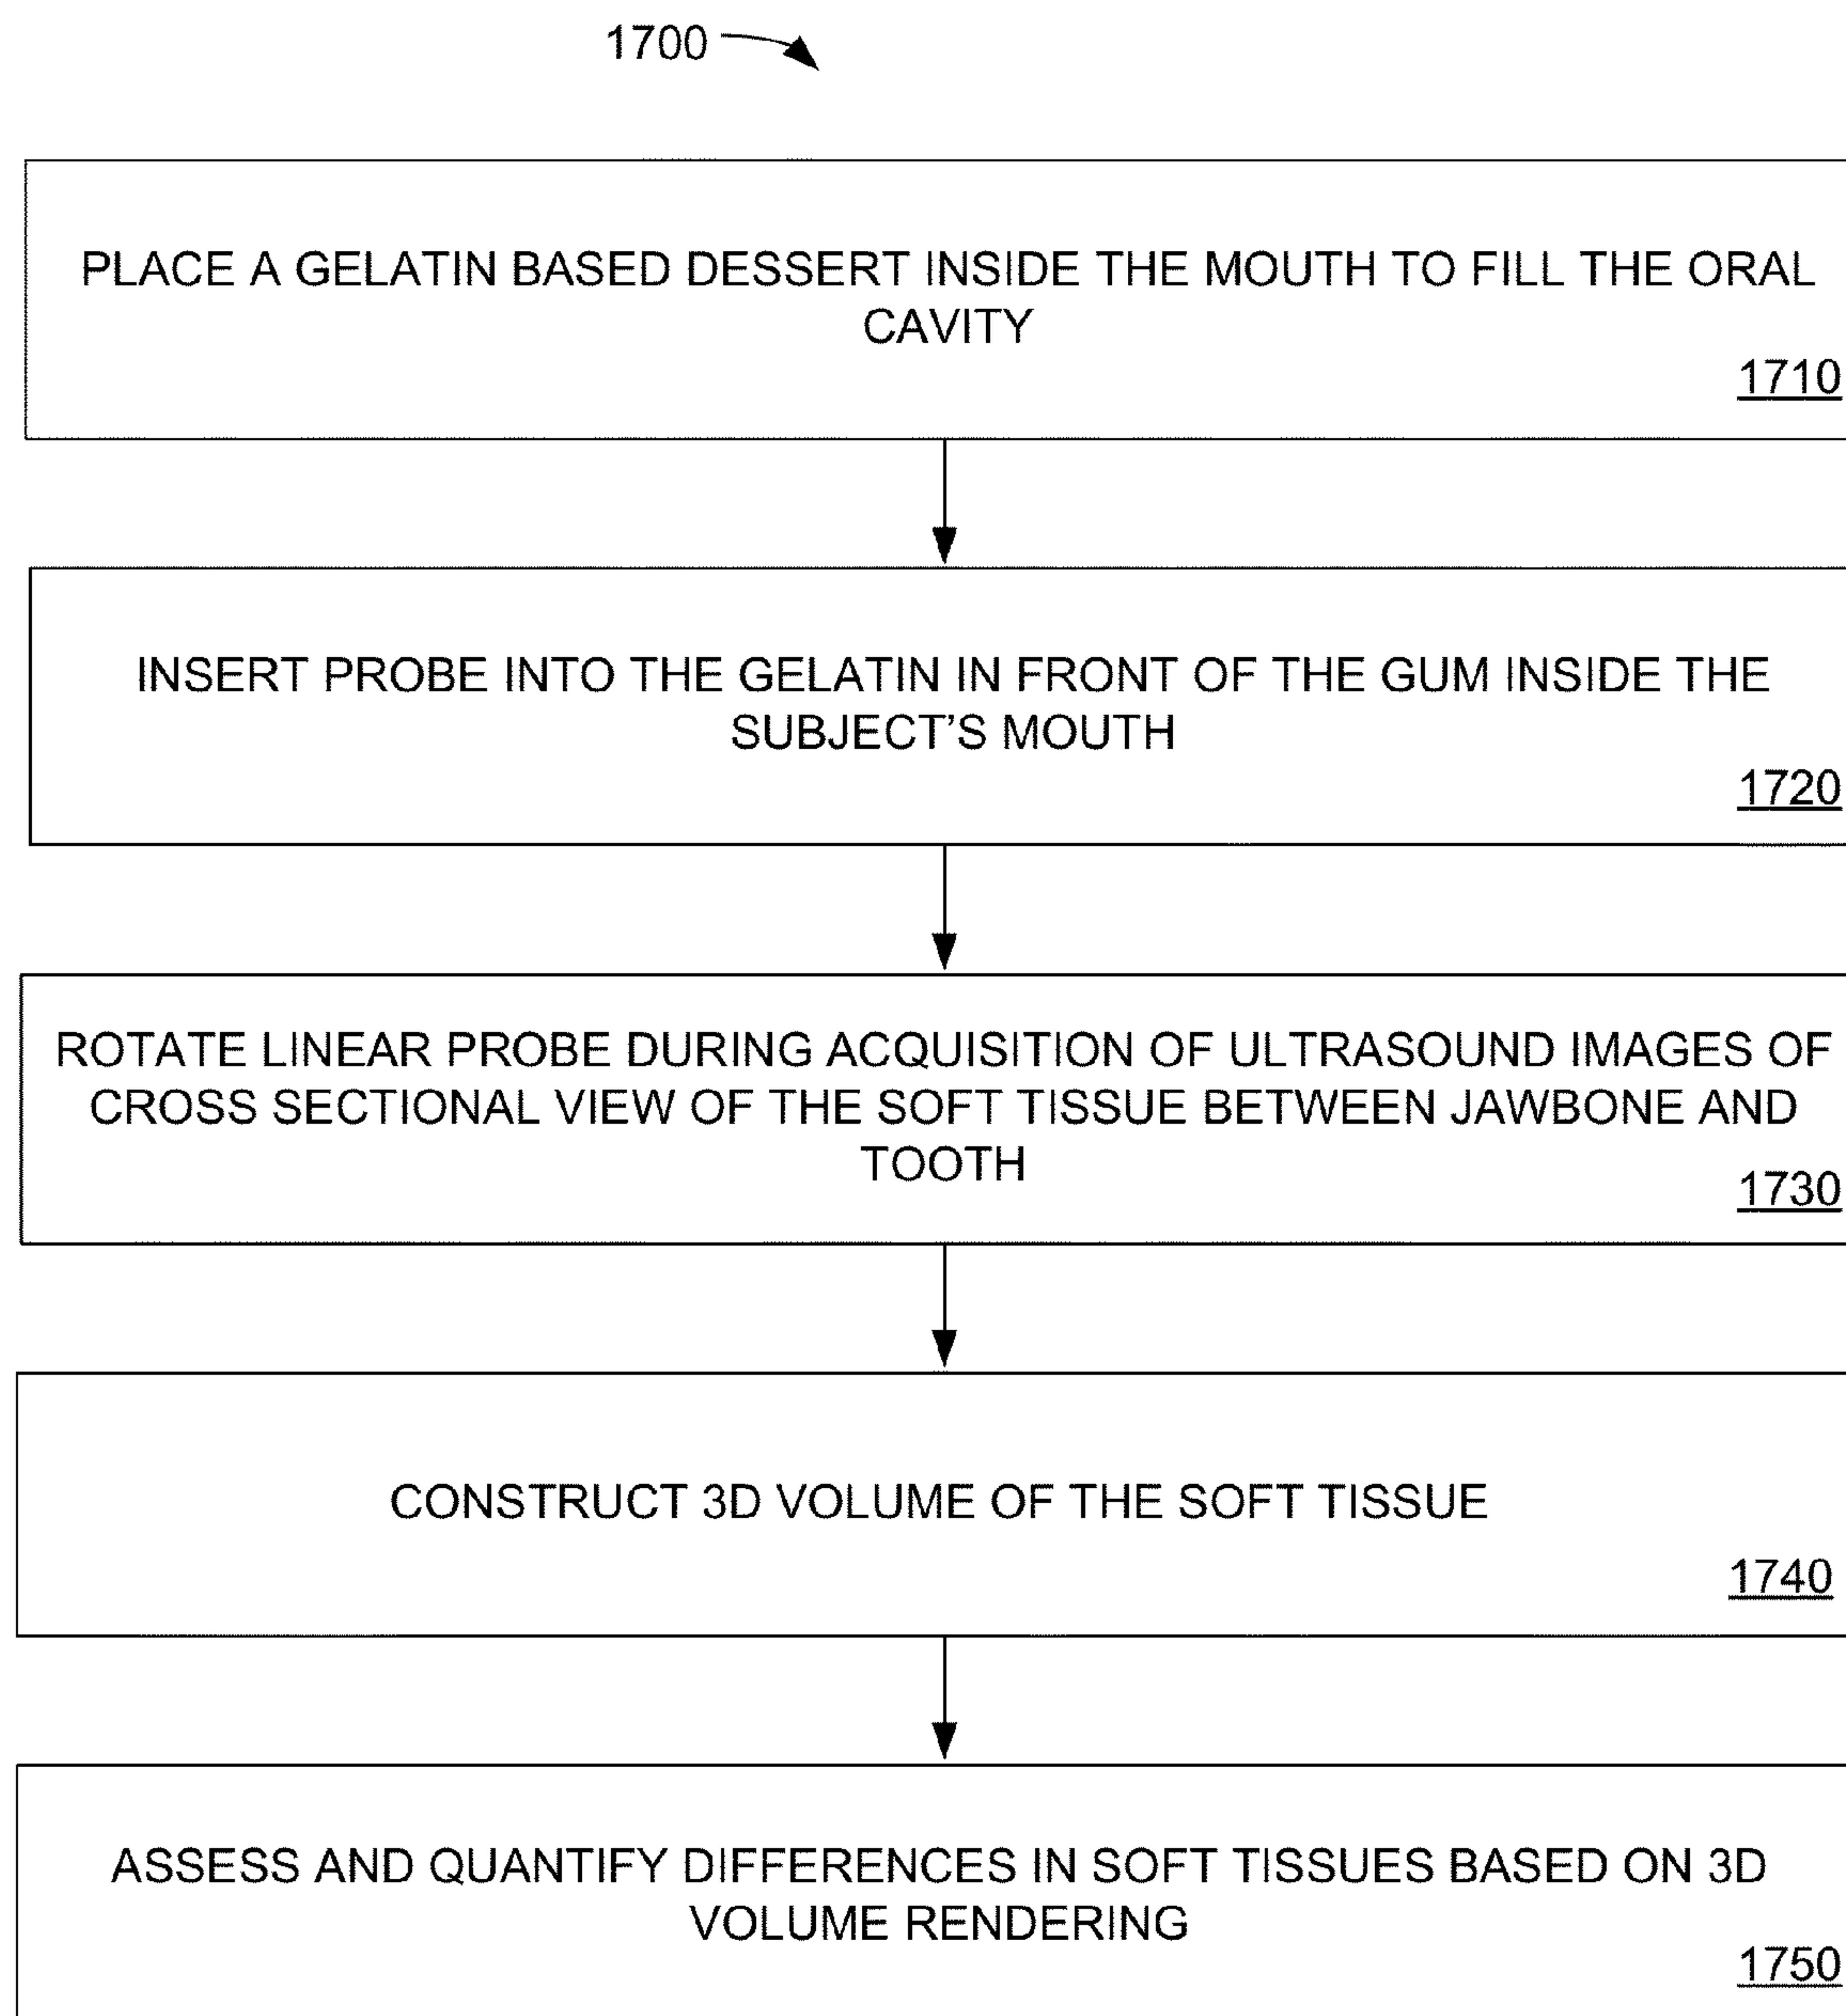 1700
PLACE A GELATIN BASED DESSERT INSIDE THE MOUTH TO FILL THE ORAL
CAVITY
1710
INSERT PROBE INTO THE GELATIN IN FRONT OF THE GUM INSIDE THE
SUBJECT'S MOUTH
1720
ROTATE LINEAR PROBE DURING ACQUISITION OF ULTRASOUND IMAGES OF
CROSS SECTIONAL VIEW OF THE SOFT TISSUE BETWEEN JAWBONE AND
TOOTH
1730
CONSTRUCT 3D VOLUME OF THE SOFT TISSUE
1740
ASSESS AND QUANTIFY DIFFERENCES IN SOFT TISSUES BASED ON 3D
VOLUME RENDERING
1750